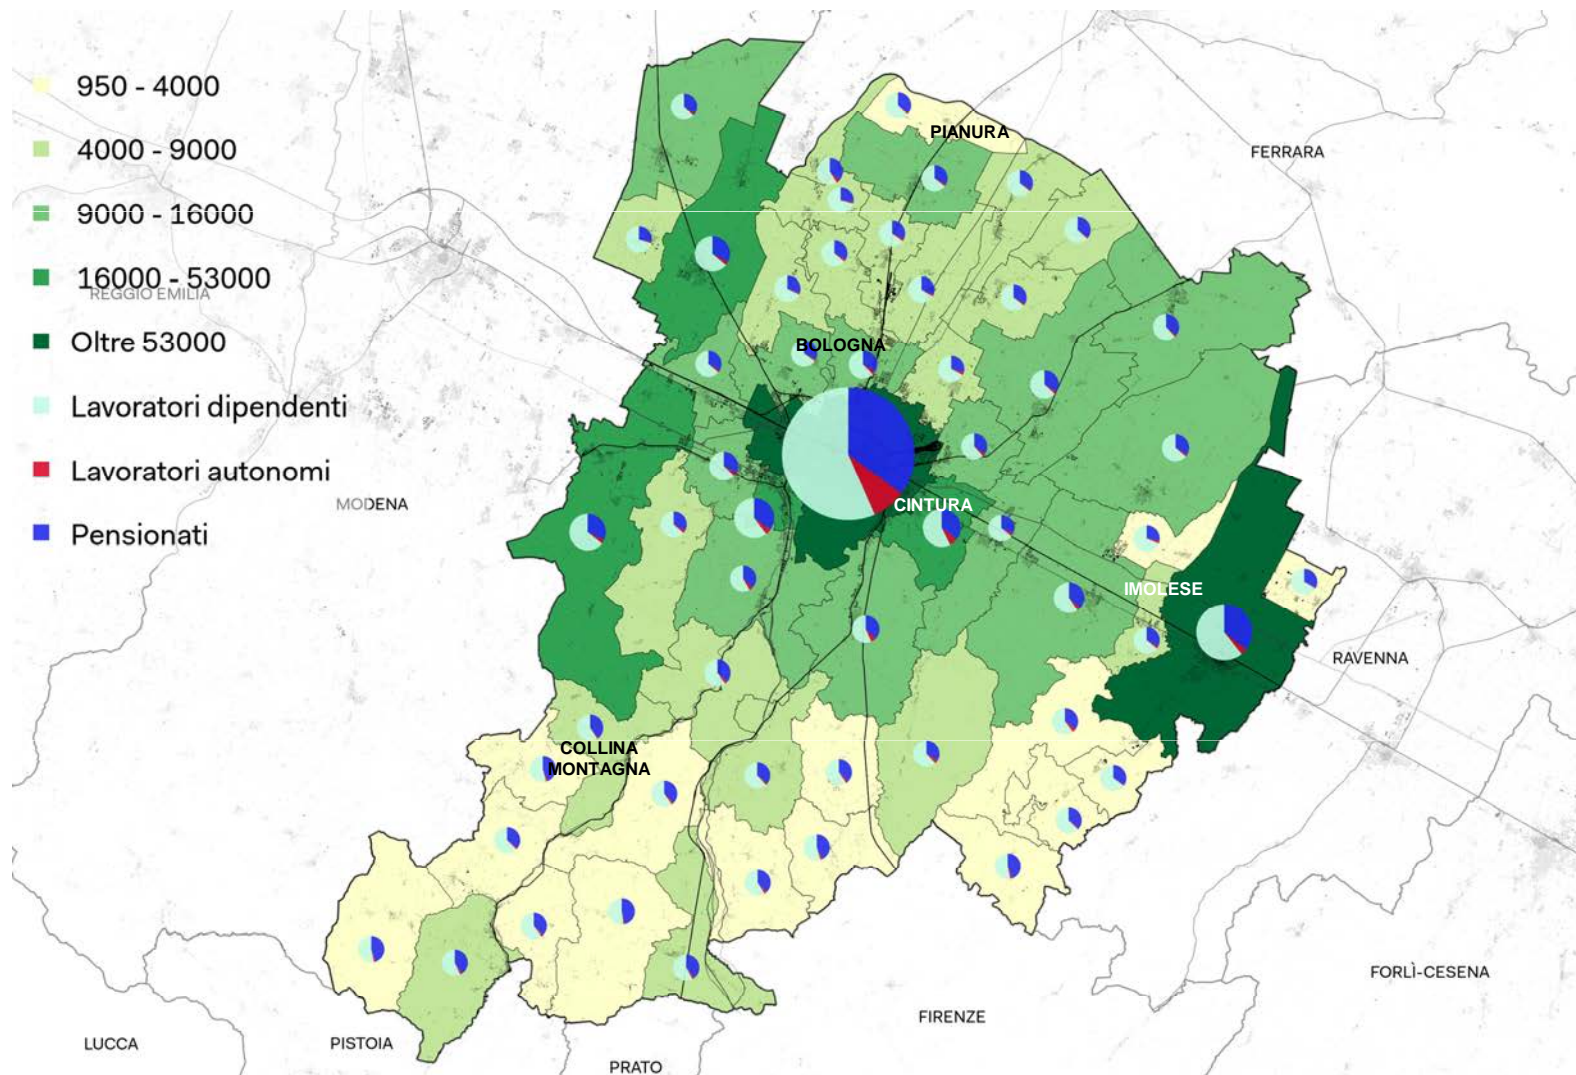 950 - 4000
4000 - 9000
9000 - 16000
16000 - 53000
REGGIO EMILIA
Oltre 53000
Lavoratori dipendenti
Lavoratori autonomi
MODENA
Pensionati
PIANURA
FERRARA
BOLOGNA
CINTURA
IMOLESE
RAVENNA
COLLINA
MONTAGNA
FORLÌ-CESENA
FIRENZE
LUCCA
PISTOIA
PRATO